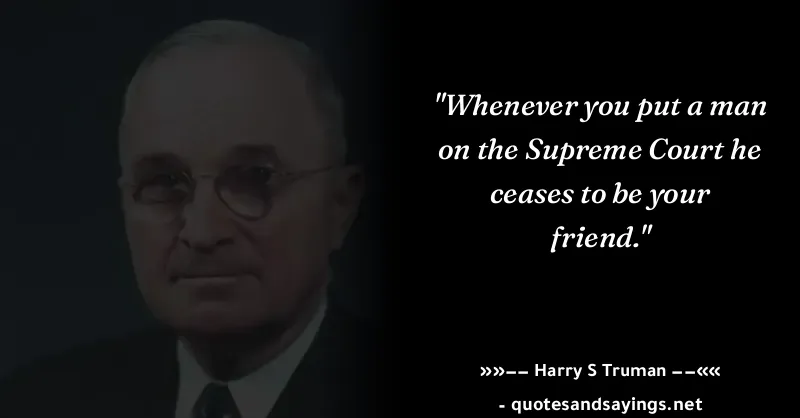 "Whenever you put a man
on the Supreme Court he
ceases to be your
friend."
»»−− Harry S Truman −−««
- quotesandsayings.net